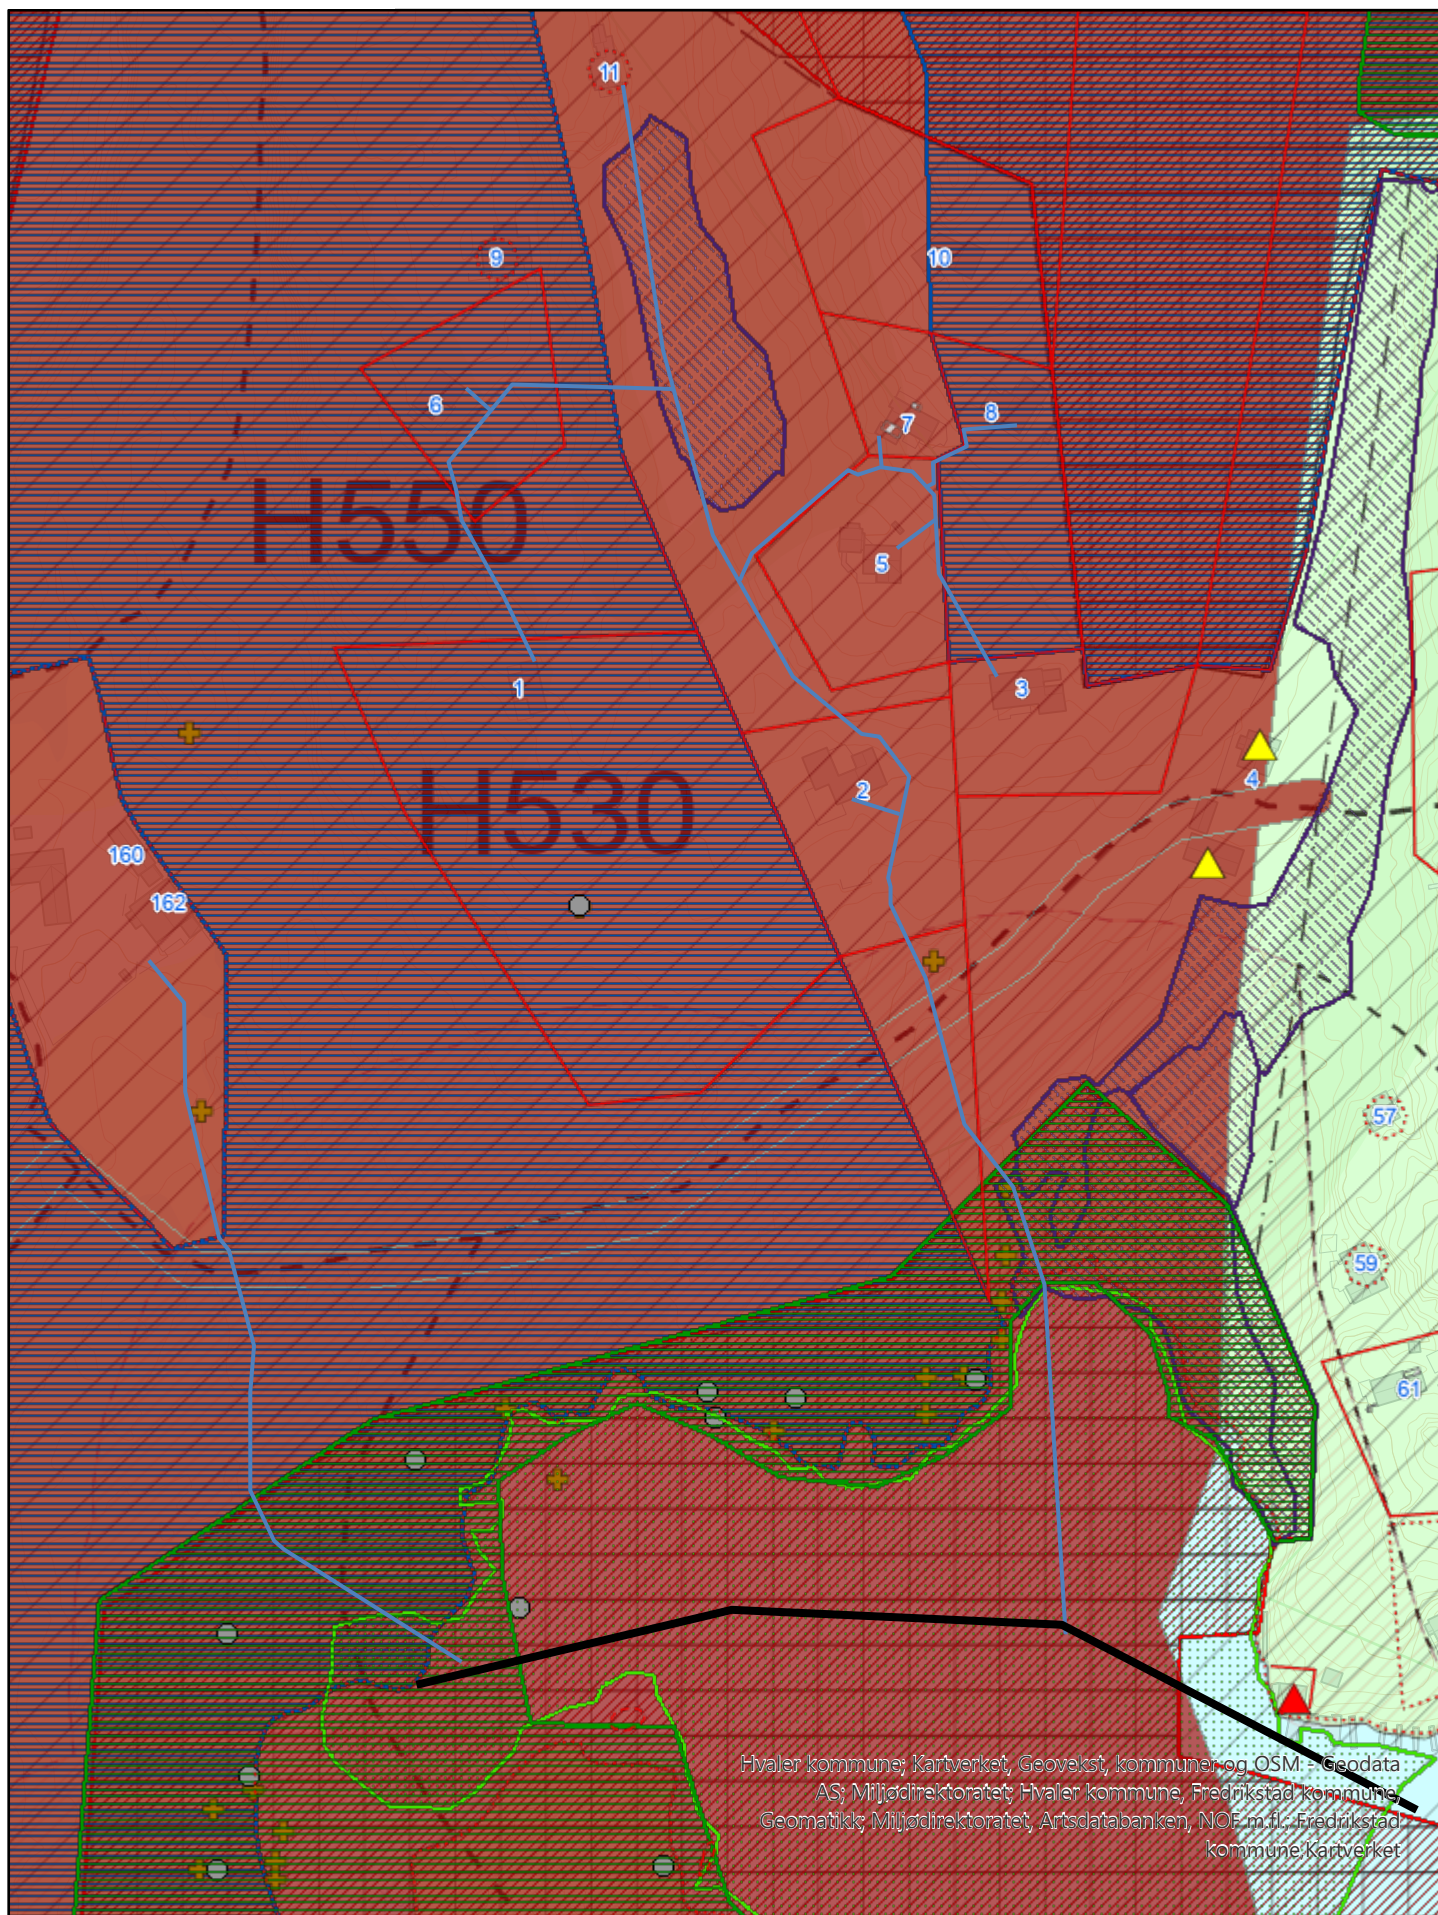 11
9
10
6
7
8
H550
5
1
3
4
H530
2
160
162
57
59
61
Hvaler kommune; Kartverket, Geovekst, kommuner og OSM - Geodata
AS; Miljødirektoratet; Hvaler kommune, Fredrikstad kommune,
Geomatikk; Miljødirektoratet, Artsdatabanken, NOF m.fl.; Fredrikstad
kommune;Kartverket